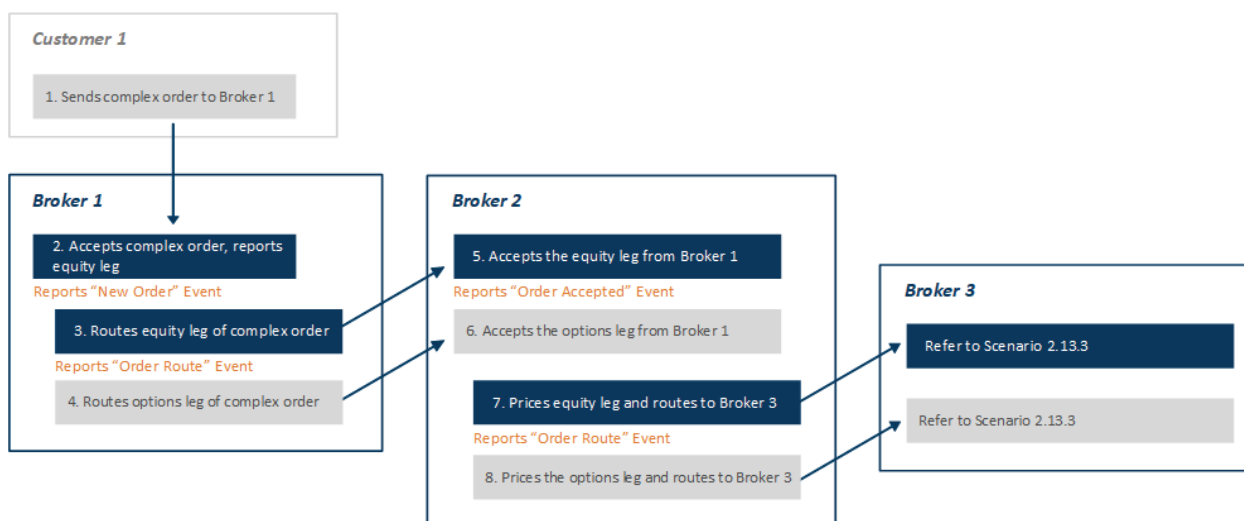 Customer 1
1. Sends complex order to Broker 1
Broker 1
2. Accepts complex order, reports
equity leg
Reports “New Order” Event
3. Routes equity leg of complex order
Reports “Order Route” Event
4. Routes options leg of complex order
Broker 2
5. Accepts the equity leg from Broker 1
Reports “Order Accepted” Event
6. Accepts the options leg from Broker 1
7. Prices equity leg and routes to Broker 3
Reports “Order Route” Event
8. Prices the options leg and routes to Broker 3
Broker 3
Refer to Scenario 2.13.3
Refer to Scenario 2.13.3